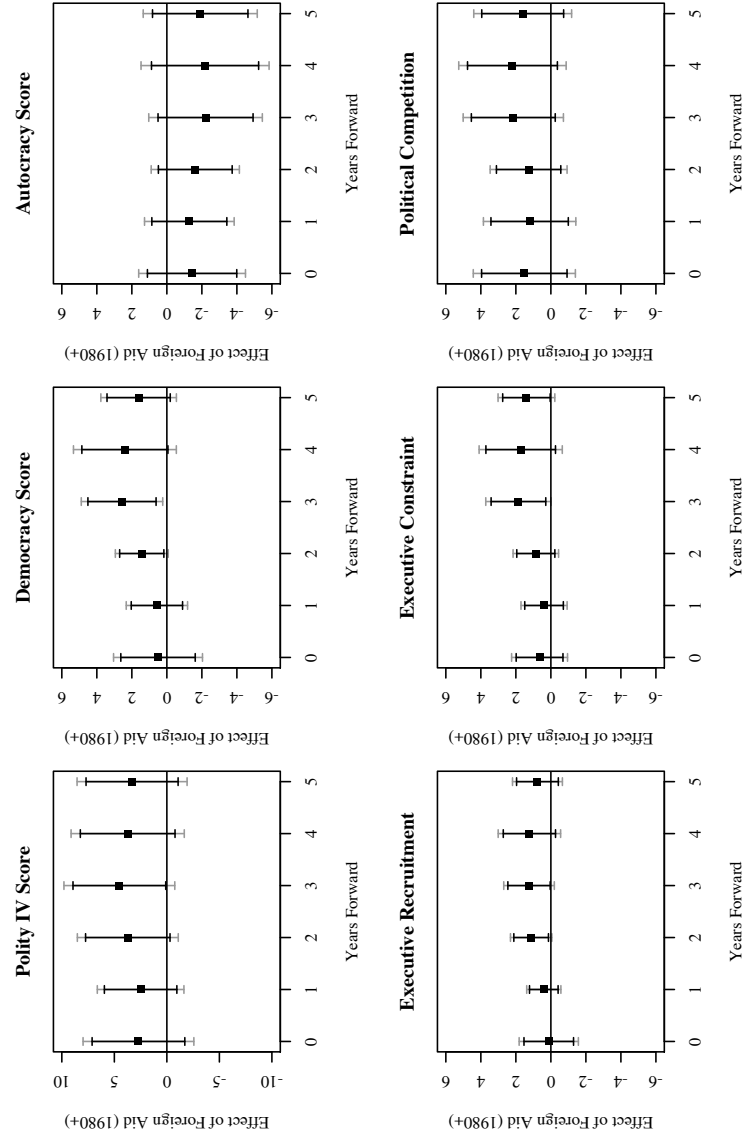 Polity IV Score
Effect of Foreign Aid (1980+)
10
5
0
-5
-10
0 1 2 3 4 5
Years Forward
Democracy Score
Effect of Foreign Aid (1980+)
6
4
2
0
-2
-4
-6
0 1 2 3 4 5
Years Forward
Autocracy Score
Effect of Foreign Aid (1980+)
6
4
2
0
-2
-4
-6
0 1 2 3 4 5
Years Forward
Executive Recruitment
Effect of Foreign Aid (1980+)
6
4
2
0
-2
-4
-6
0 1 2 3 4 5
Years Forward
Executive Constraint
Effect of Foreign Aid (1980+)
6
4
2
0
-2
-4
-6
0 1 2 3 4 5
Years Forward
Political Competition
Effect of Foreign Aid (1980+)
6
4
2
0
-2
-4
-6
0 1 2 3 4 5
Years Forward